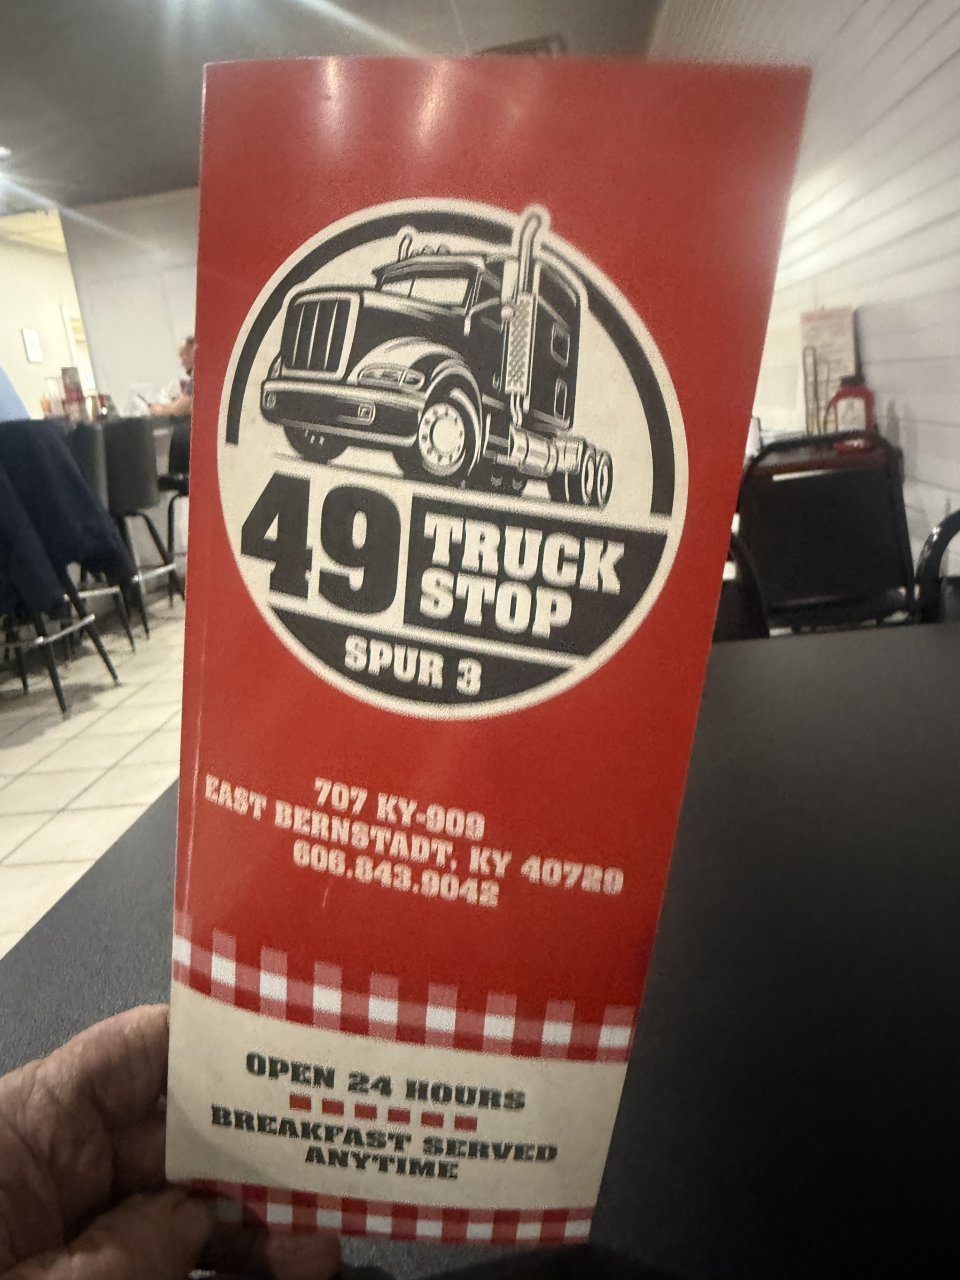 49
TRUCK
STOP
SPUR 3
707 KY-909
EAST BERNSTADT, KY 40729
606.843.9042
OPEN 24 HOURS
BREAKFAST SERVED
ANYTIME